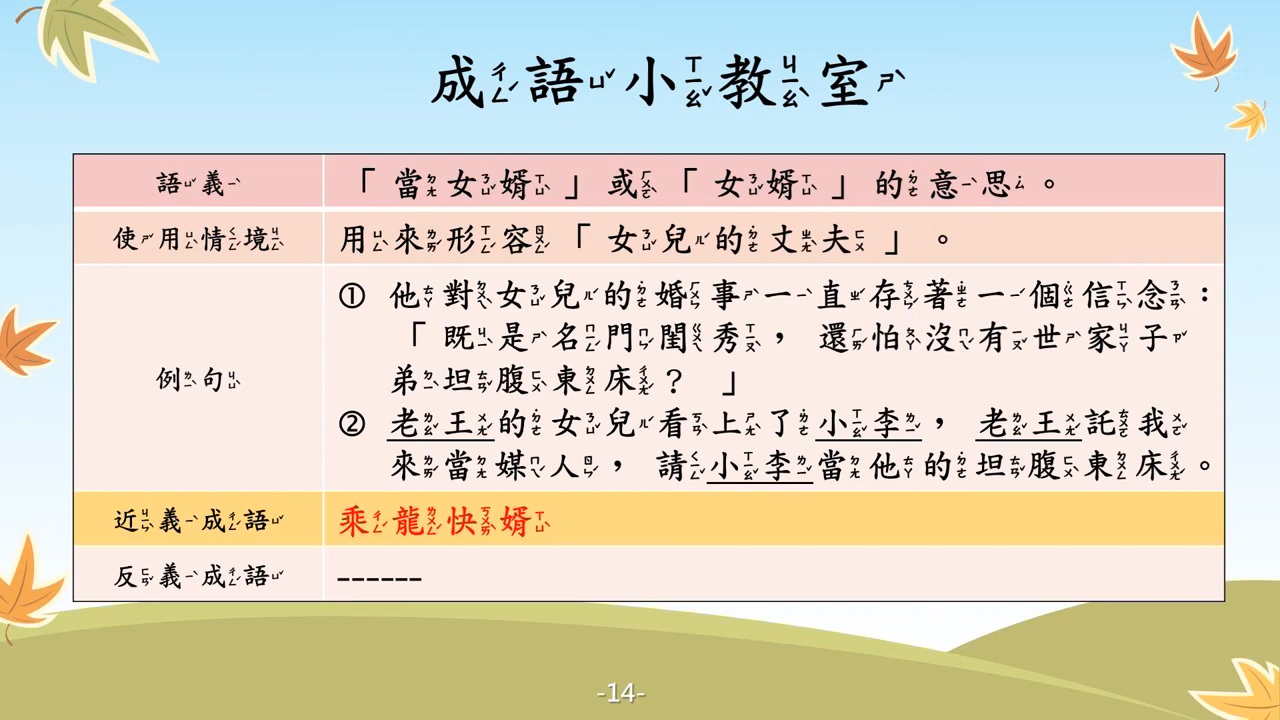 成語小教室
語義 「當女婿」或「女婿」的意思。
使用情境 用來形容「女兒的丈夫」。
例句 ① 他對女兒的婚事一直存著一個信念:
「既是名門閨秀,還怕沒有世家子
弟坦腹東床?」
② 老王的女兒看上了小李,老王託我
來當媒人,請小李當他的坦腹東床。
近義成語 乘龍快婿
反義成語 ------
-14-